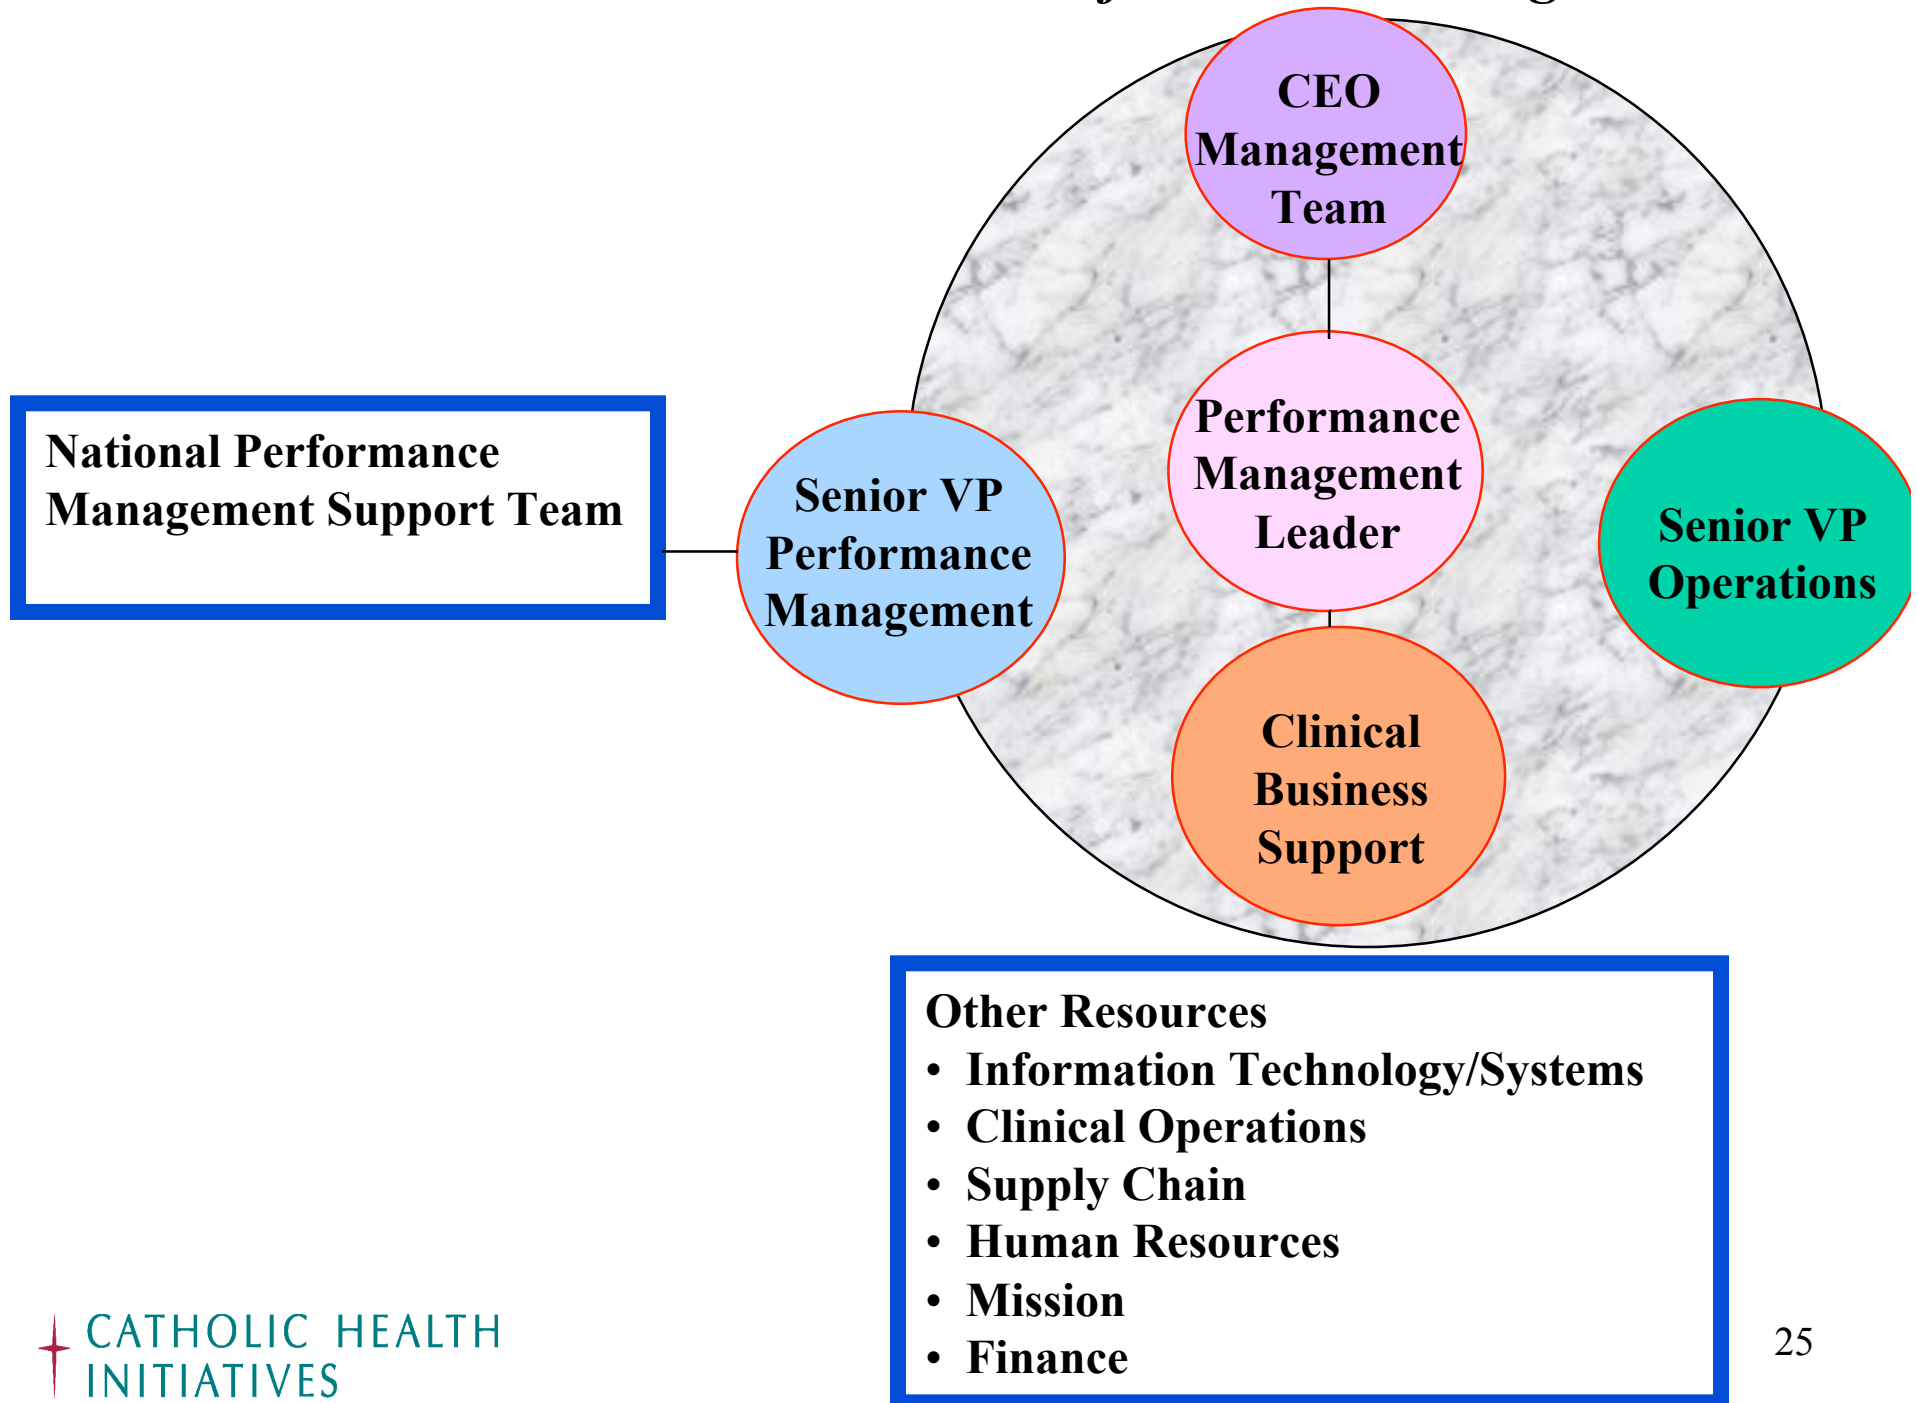 CEO
Management
Team
Performance
Management
Leader
National Performance
Management Support Team
Senior VP
Performance
Management
Senior VP
Operations
Clinical
Business
Support
Other Resources
• Information Technology/Systems
• Clinical Operations
• Supply Chain
• Human Resources
• Mission
• Finance
CATHOLIC HEALTH
INITIATIVES
25